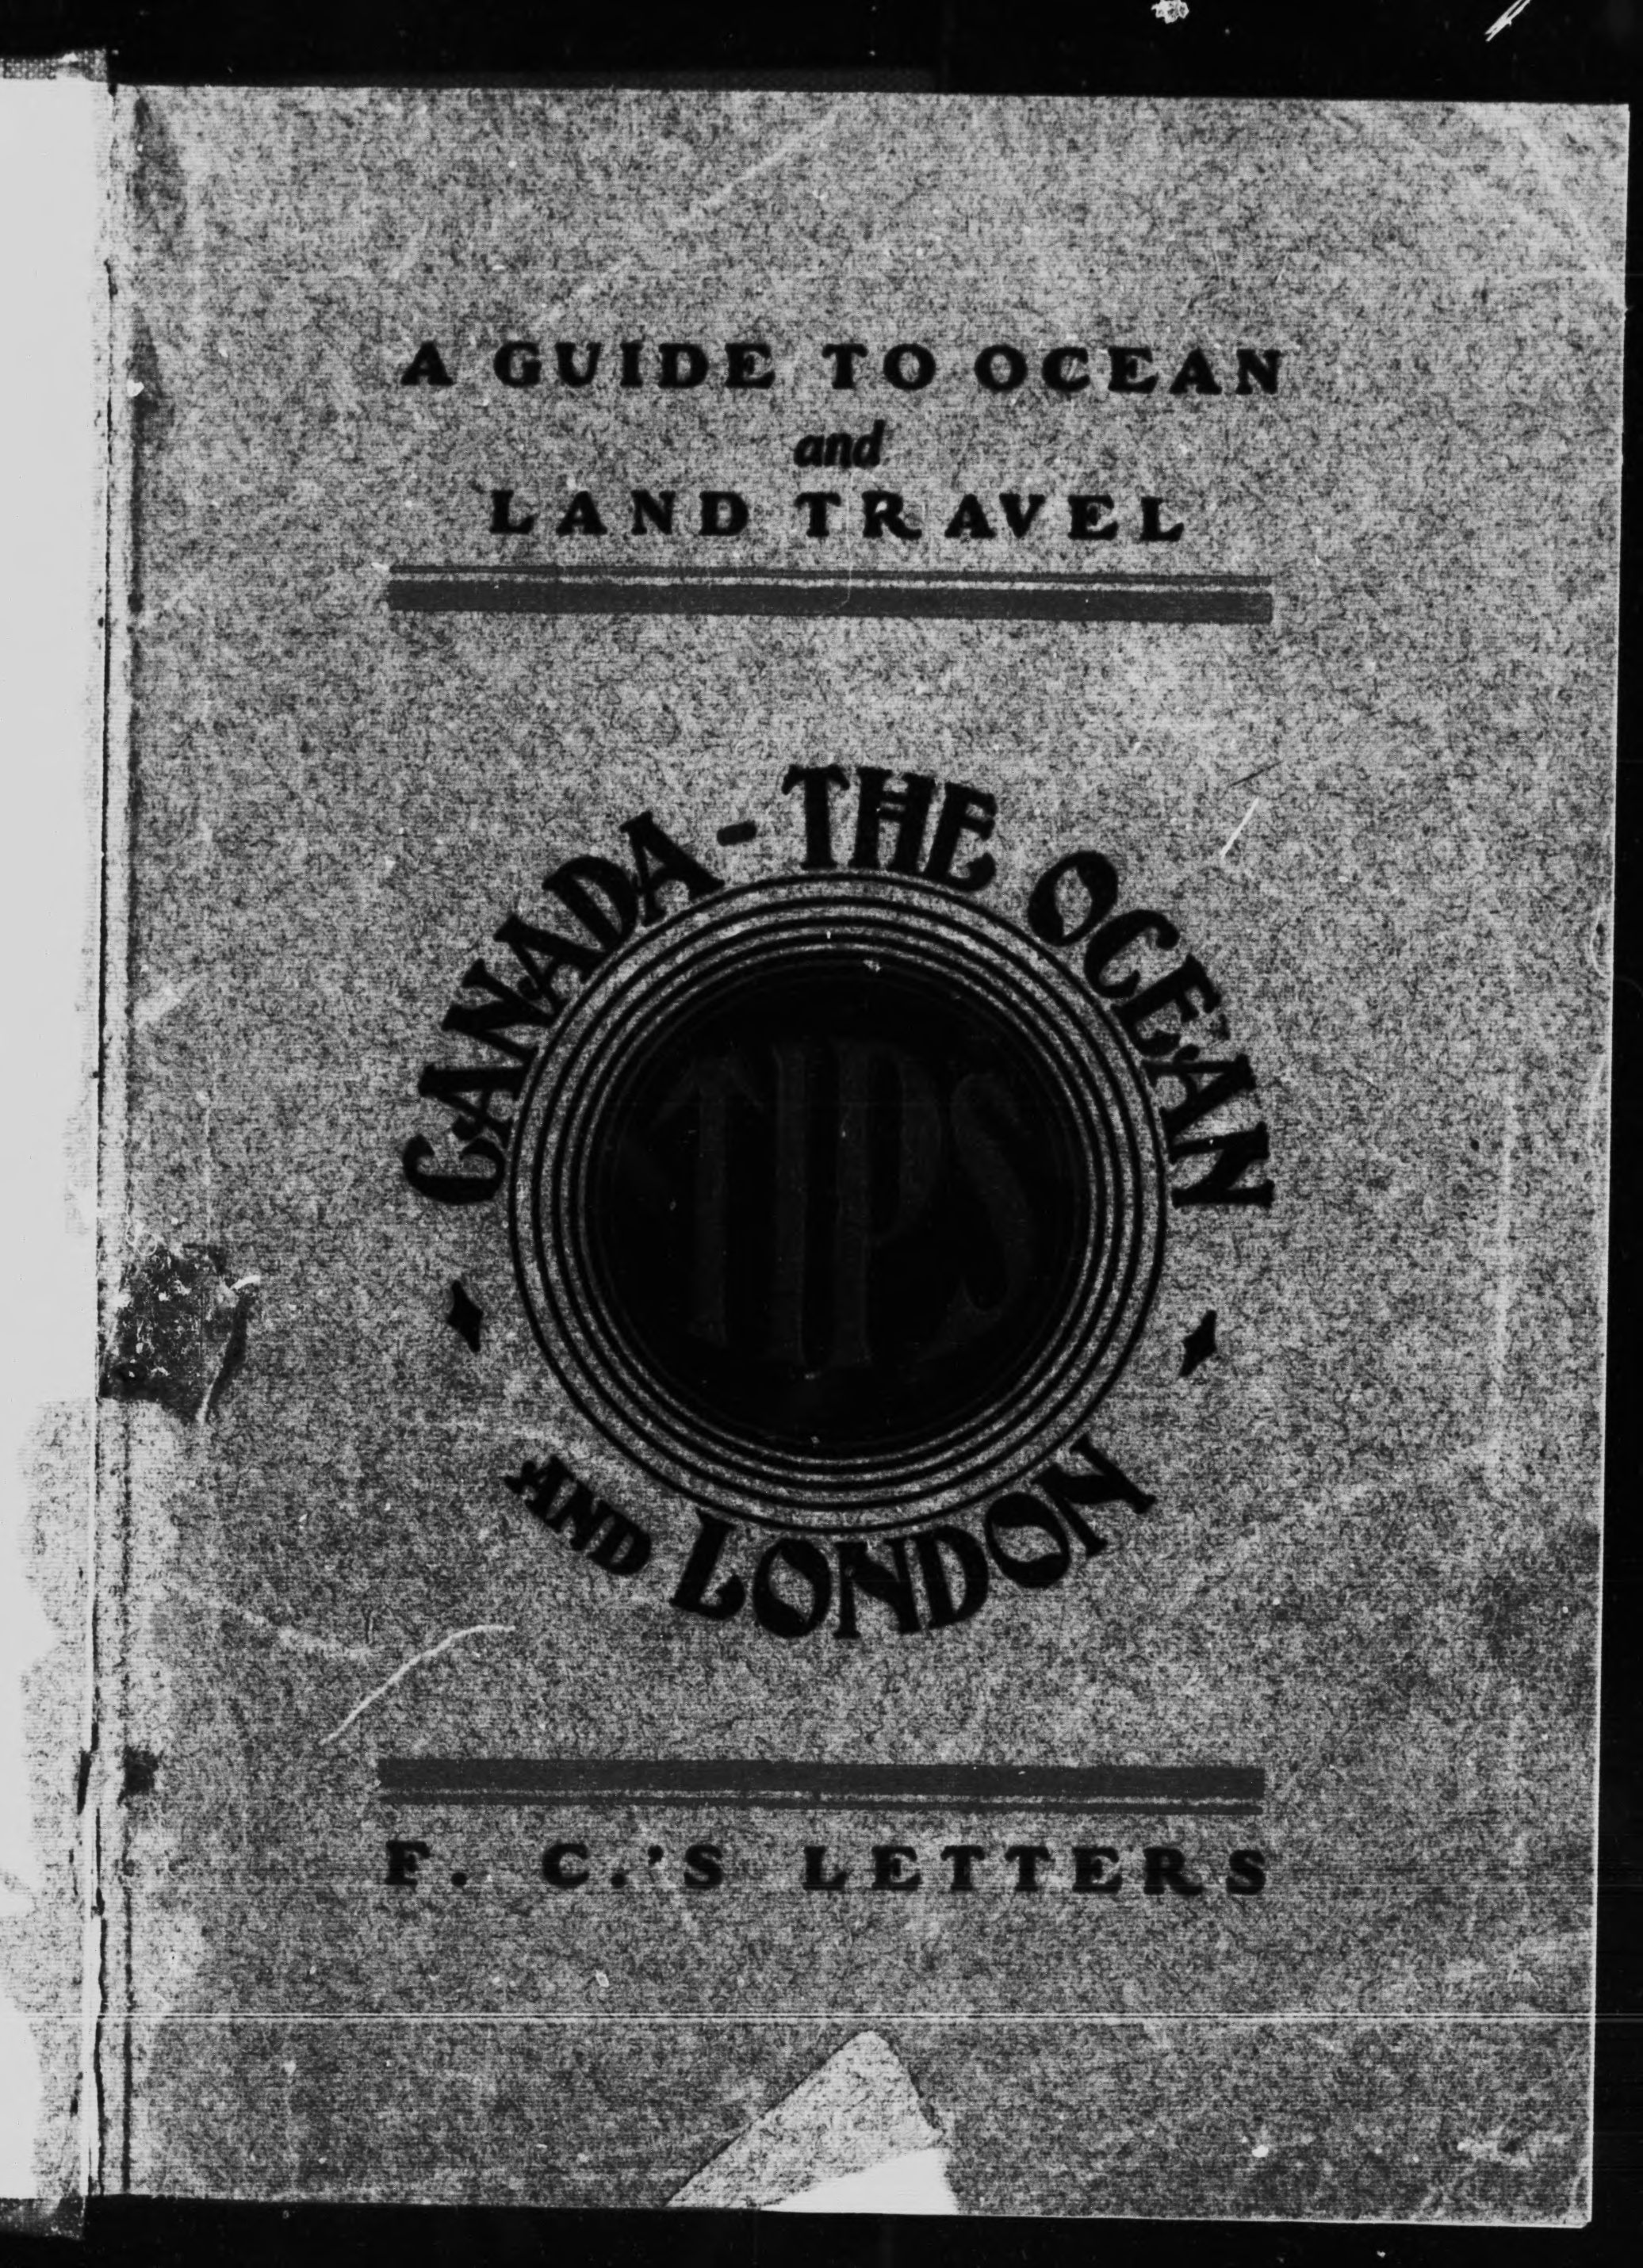 A GUIDE TO OCEAN
and
LAND TRAVEL
CANADA - THE OCEAN
TIPS
AND LONDON
F. C.'S LETTERS